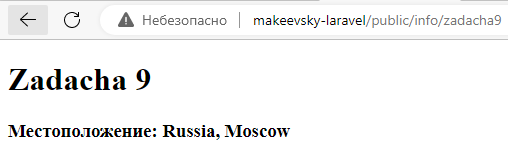 Небезопасно makeevsky-laravel/public/info/zadacha9
Zadacha 9
Местоположение: Russia, Moscow